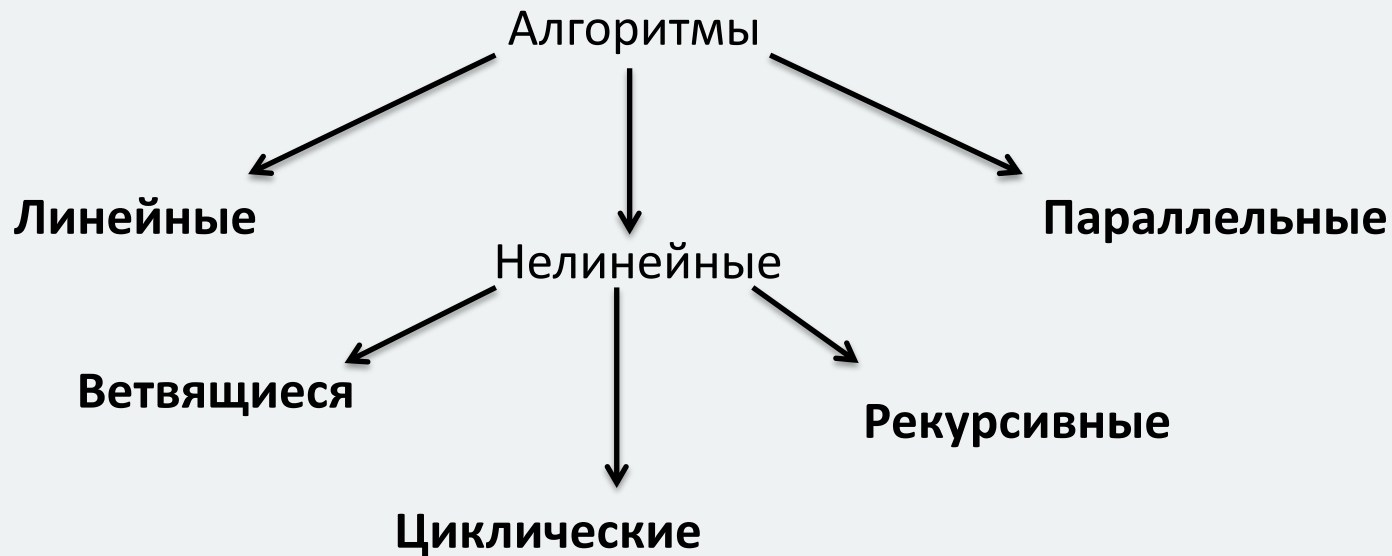 Алгоритмы
Линейные
Параллельные
Нелинейные
Ветвящиеся
Рекурсивные
Циклические